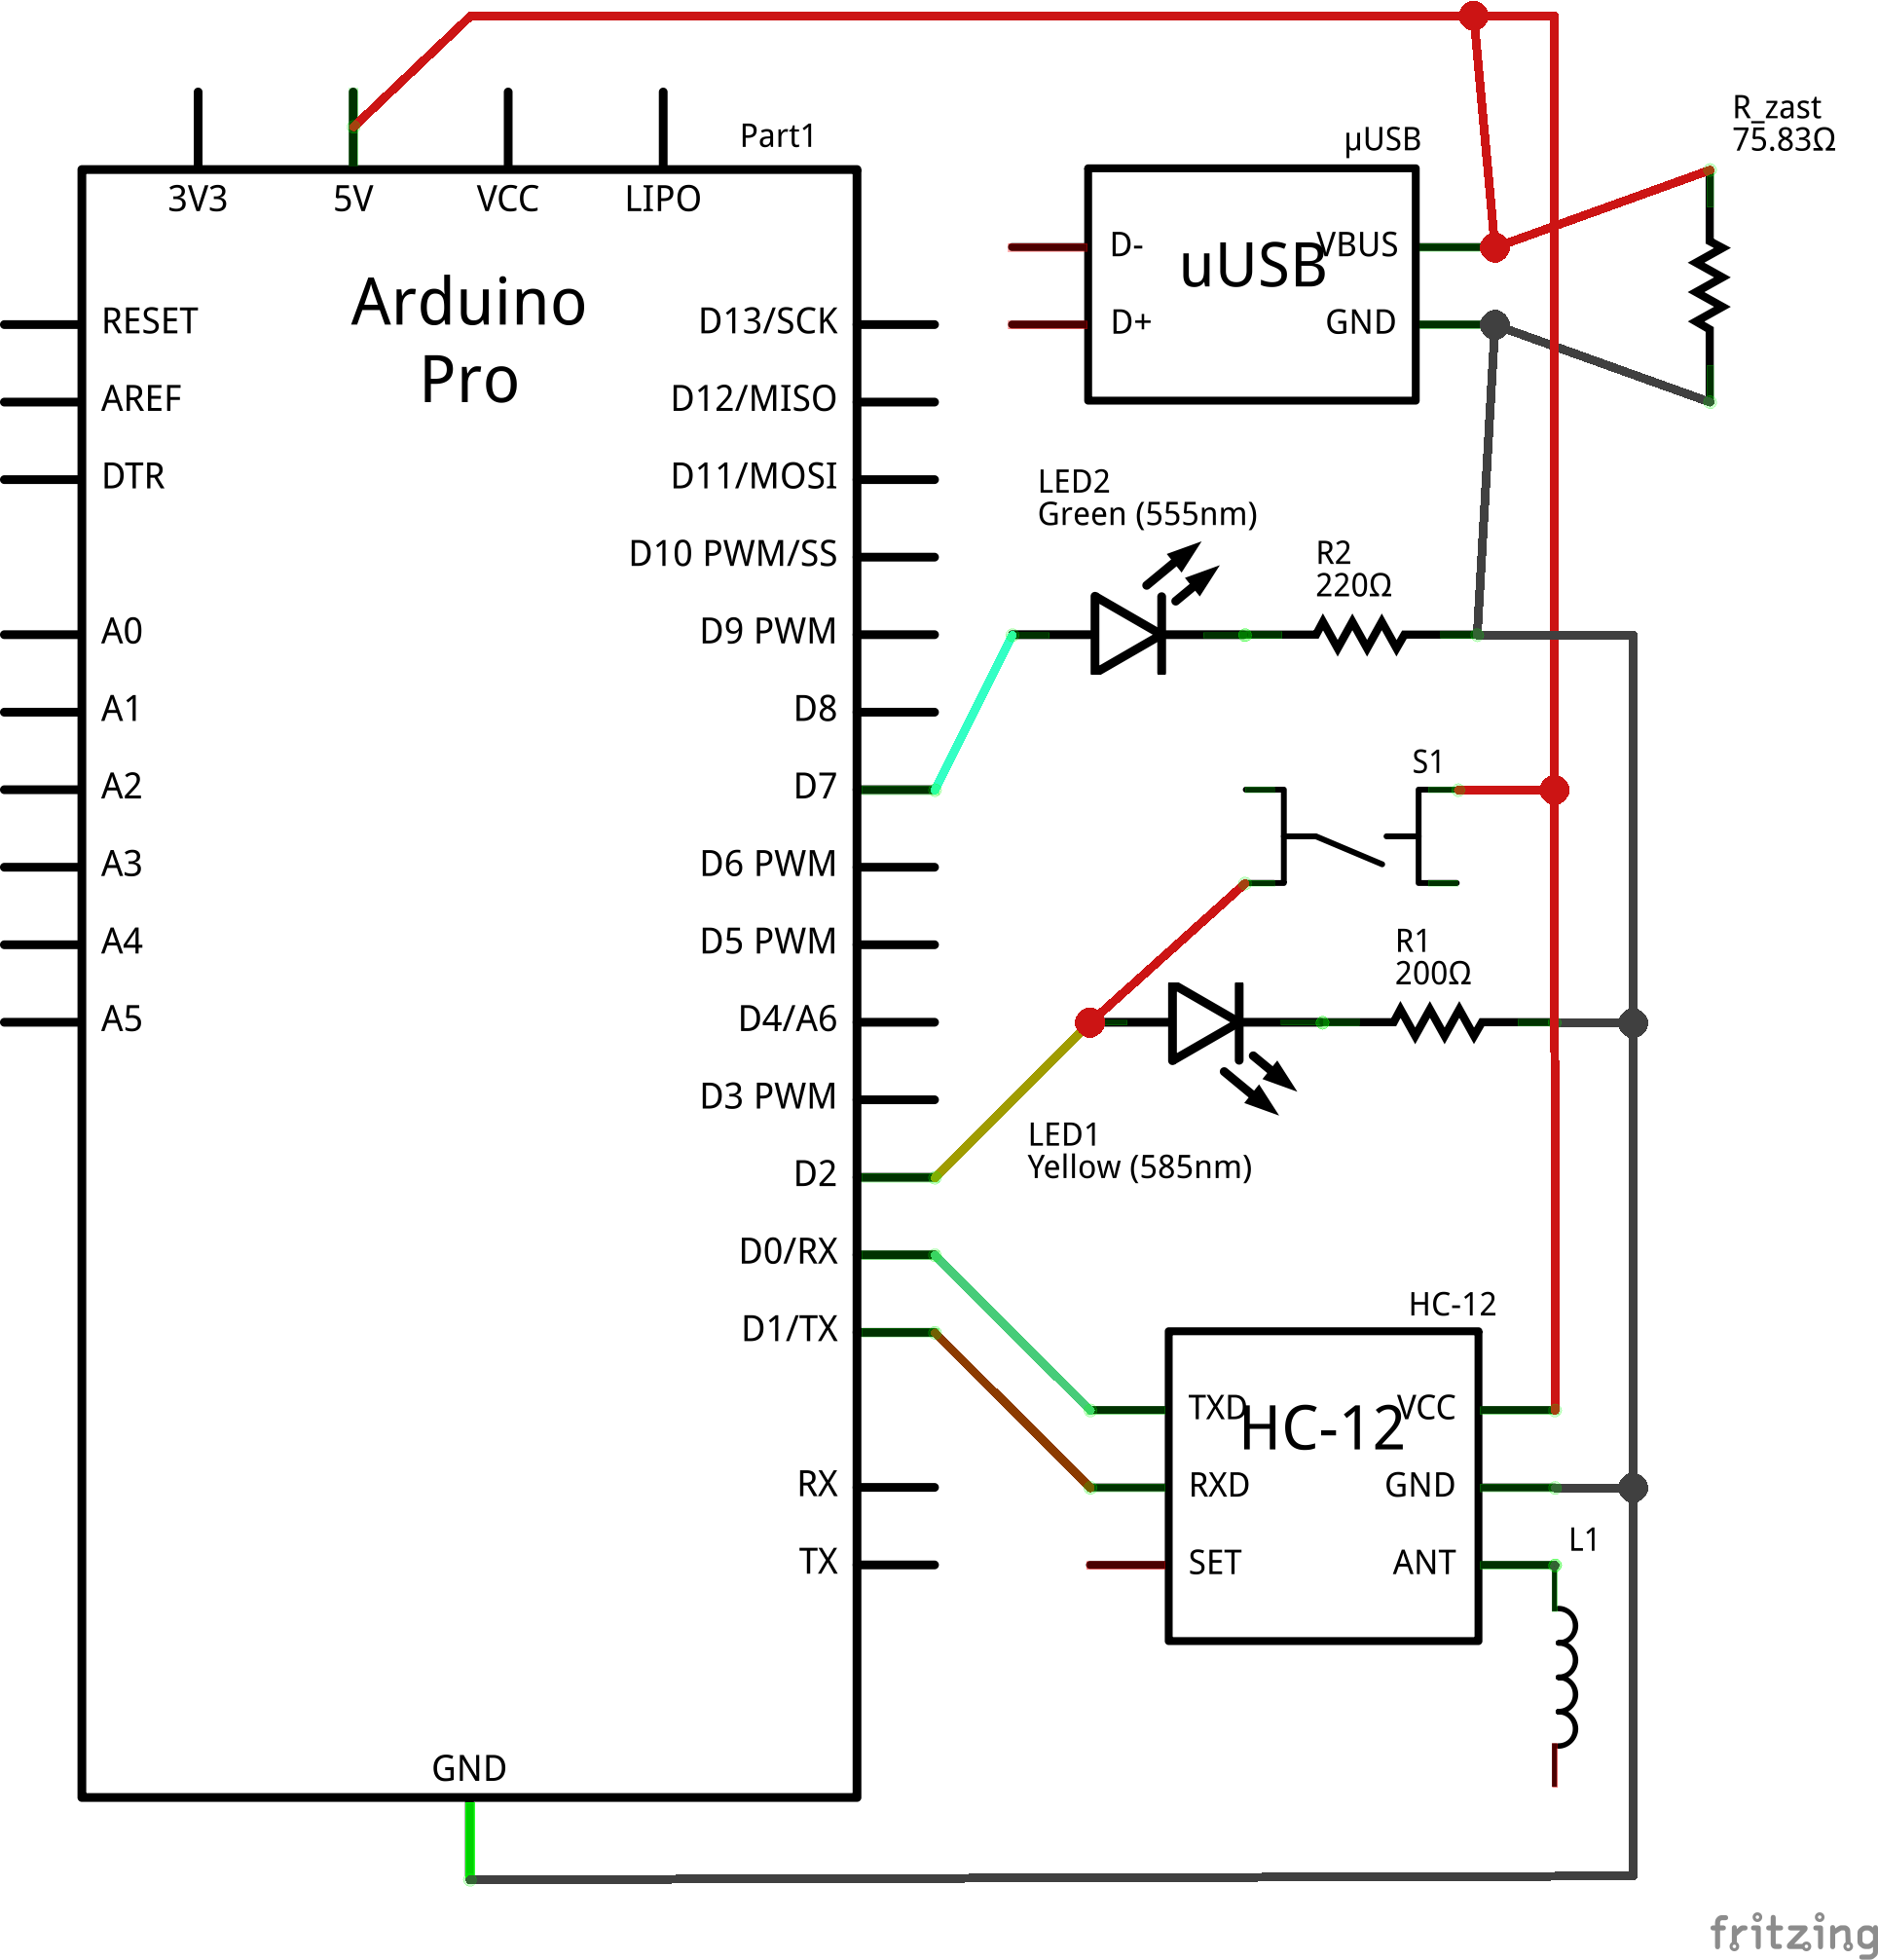 Part1
3V3
5V
VCC
LIPO
Arduino
Pro
RESET
AREF
DTR
A0
A1
A2
A3
A4
A5
D13/SCK
D12/MISO
D11/MOSI
D10 PWM/SS
D9 PWM
D8
D7
D6 PWM
D5 PWM
D4/A6
D3 PWM
D2
D0/RX
D1/TX
RX
TX
GND
µUSB
D-
D+
uUSB
VBUS
GND
R_zast
75.83Ω
LED2
Green (555nm)
R2
220Ω
S1
R1
200Ω
LED1
Yellow (585nm)
HC-12
TXD
RXD
SET
HC-12
VCC
GND
ANT
L1
fritzing